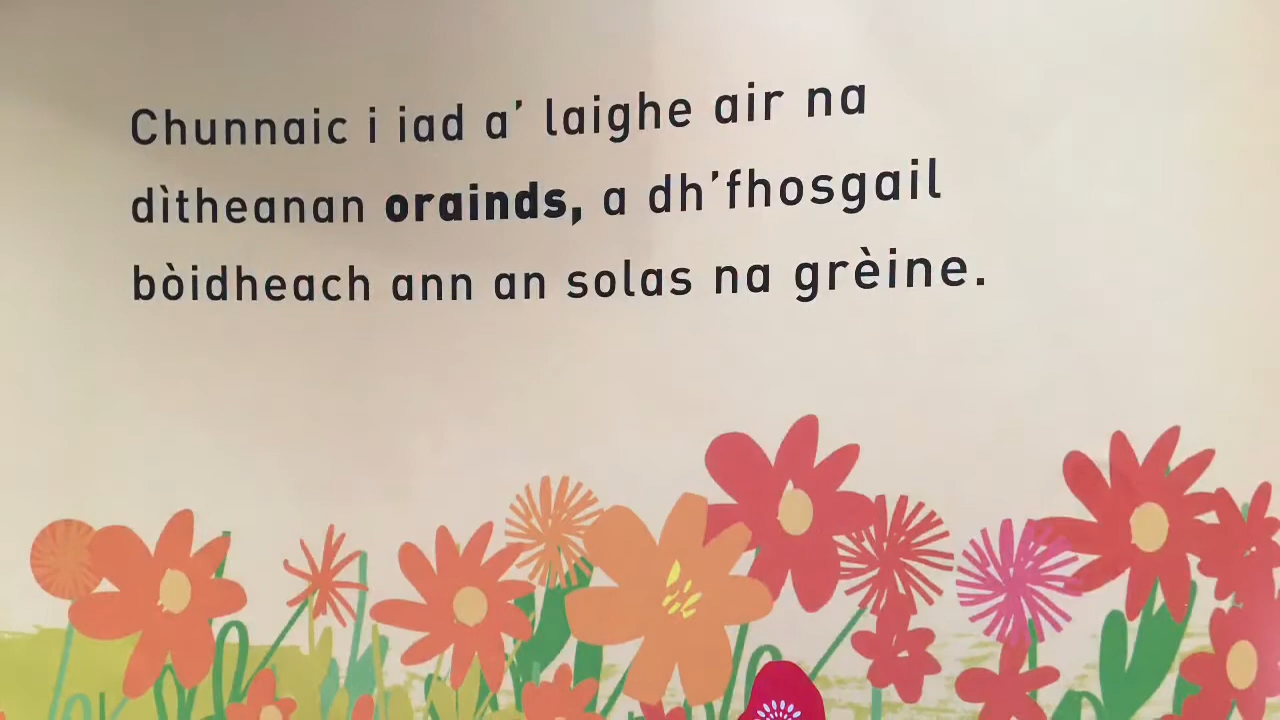 Chunnaic i iad a’ laighe air na
dìtheanan orainds, a dh’fhosgail
bòidheach ann an solas na grèine.